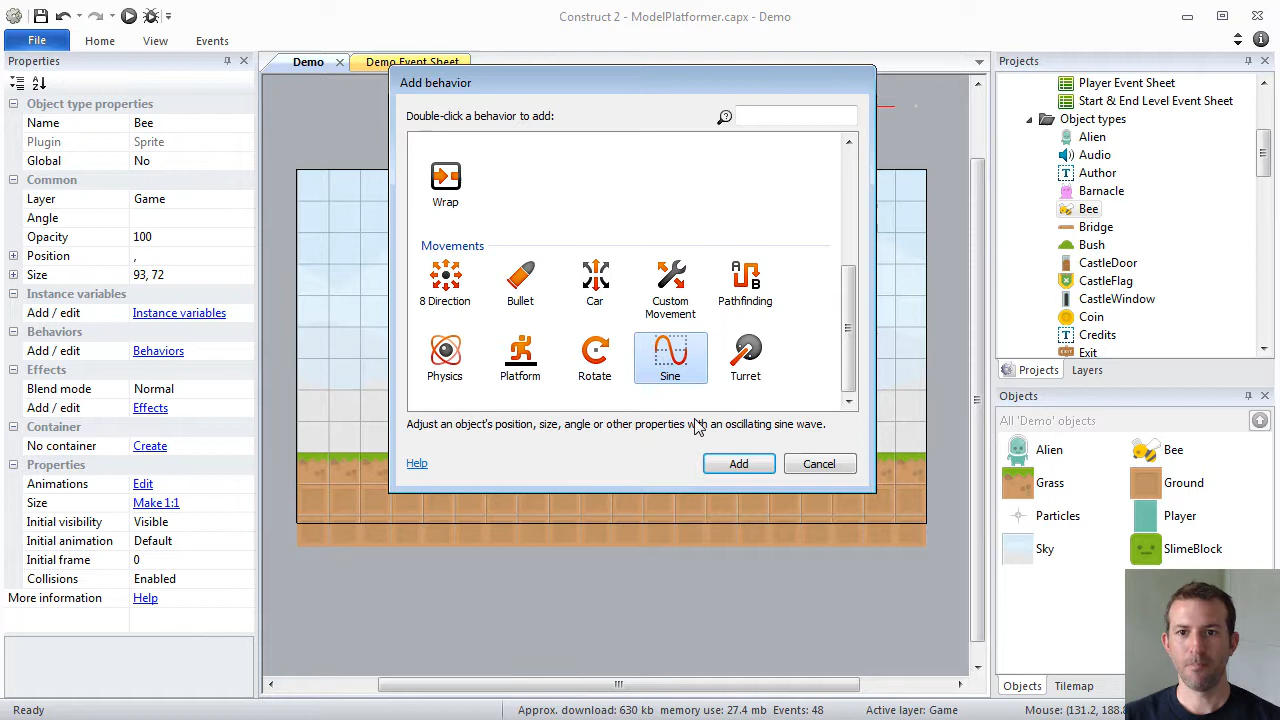 Construct 2 - ModelPlatformer.capx - Demo
File
Home
View
Events
Properties
Object type properties
Name Bee
Plugin Sprite
Global No
Common
Layer Game
Angle
Opacity 100
Position ,
Size 93, 72
Instance variables
Add / edit Instance variables
Behaviors
Add / edit Behaviors
Effects
Blend mode Normal
Add / edit Effects
Container
No container Create
Properties
Animations Edit
Size Make 1:1
Initial visibility Visible
Initial animation Default
Initial frame 0
Collisions Enabled
More information Help
Demo
Demo Event Sheet
Add behavior
Double-click a behavior to add:
Wrap
Movements
8 Direction
Bullet
Car
Custom
Movement
Pathfinding
Physics
Platform
Rotate
Sine
Turret
Adjust an object's position, size, angle or other properties with an oscillating sine wave.
Help
Add
Cancel
Projects
Player Event Sheet
Start & End Level Event Sheet
Object types
Alien
Audio
Author
Barnacle
Bee
Bridge
Bush
CastleDoor
CastleFlag
CastleWindow
Coin
Credits
Exit
Projects
Layers
Objects
All 'Demo' objects
Alien
Bee
Grass
Ground
Particles
Player
Sky
SlimeBlock
Objects
Tilemap
Ready
Approx. download: 630 kb
memory use: 27.4 mb
Events: 48
Active layer: Game
Mouse: (131.2, 188.8